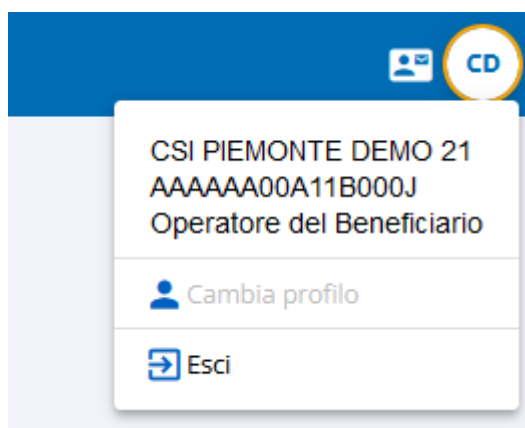 CD
CSI PIEMONTE DEMO 21
AAAAAA00A11B000J
Operatore del Beneficiario
Cambia profilo
Esci